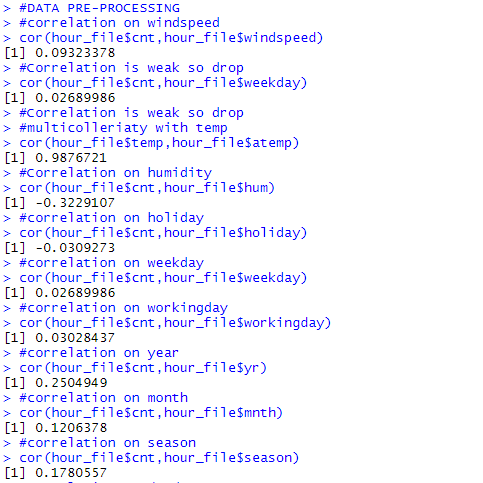 > #DATA PRE-PROCESSING
> #correlation on windspeed
> cor(hour_file$cnt,hour_file$windspeed)
[1] 0.09323378
> #Correlation is weak so drop
> cor(hour_file$cnt,hour_file$weekday)
[1] 0.02689986
> #Correlation is weak so drop
> #multicolleriaty with temp
> cor(hour_file$temp,hour_file$atemp)
[1] 0.9876721
> #Correlation on humidity
> cor(hour_file$cnt,hour_file$hum)
[1] -0.3229107
> #correlation on holiday
> cor(hour_file$cnt,hour_file$holiday)
[1] -0.0309273
> #correlation on weekday
> cor(hour_file$cnt,hour_file$weekday)
[1] 0.02689986
> #correlation on workingday
> cor(hour_file$cnt,hour_file$workingday)
[1] 0.03028437
> #correlation on year
> cor(hour_file$cnt,hour_file$yr)
[1] 0.2504949
> #correlation on month
> cor(hour_file$cnt,hour_file$mnth)
[1] 0.1206378
> #correlation on season
> cor(hour_file$cnt,hour_file$season)
[1] 0.1780557